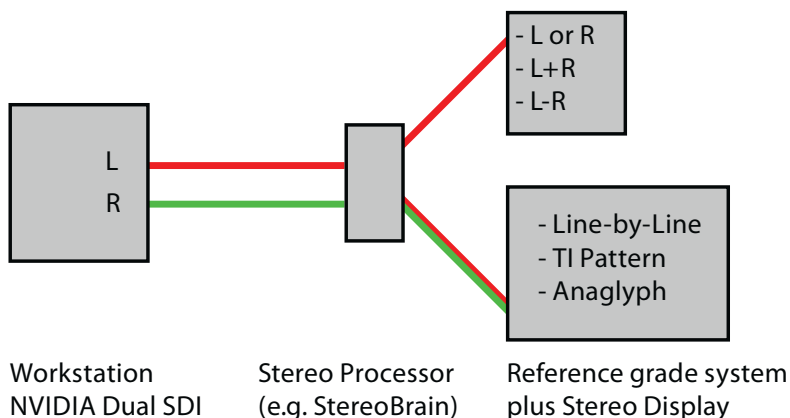 L
R
- L or R
- L+R
- L-R
- Line-by-Line
- TI Pattern
- Anaglyph
Workstation
NVIDIA Dual SDI
Stereo Processor
(e.g. StereoBrain)
Reference grade system
plus Stereo Display